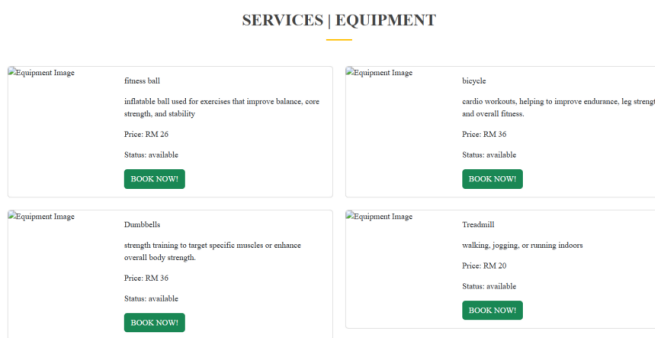 SERVICES | EQUIPMENT
Equipment Image
fitness ball
inflatable ball used for exercises that improve balance, core
strength, and stability
Price: RM 26
Status: available
BOOK NOW!
Equipment Image
bicycle
cardio workouts, helping to improve endurance, leg strengt
and overall fitness.
Price: RM 36
Status: available
BOOK NOW!
Equipment Image
Dumbbells
strength training to target specific muscles or enhance
overall body strength.
Price: RM 36
Status: available
BOOK NOW!
Equipment Image
Treadmill
walking, jogging, or running indoors
Price: RM 20
Status: available
BOOK NOW!